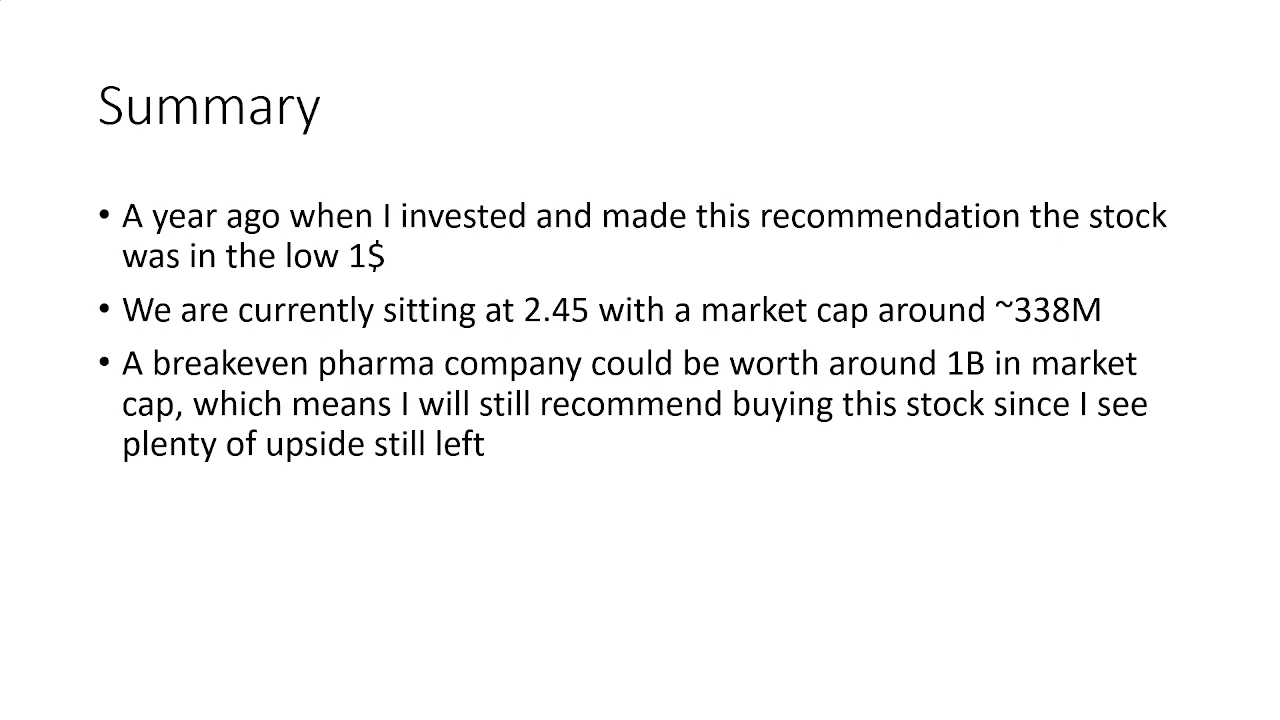 Summary
• A year ago when I invested and made this recommendation the stock
was in the low 1$
• We are currently sitting at 2.45 with a market cap around ~338M
• A breakeven pharma company could be worth around 1B in market
cap, which means I will still recommend buying this stock since I see
plenty of upside still left